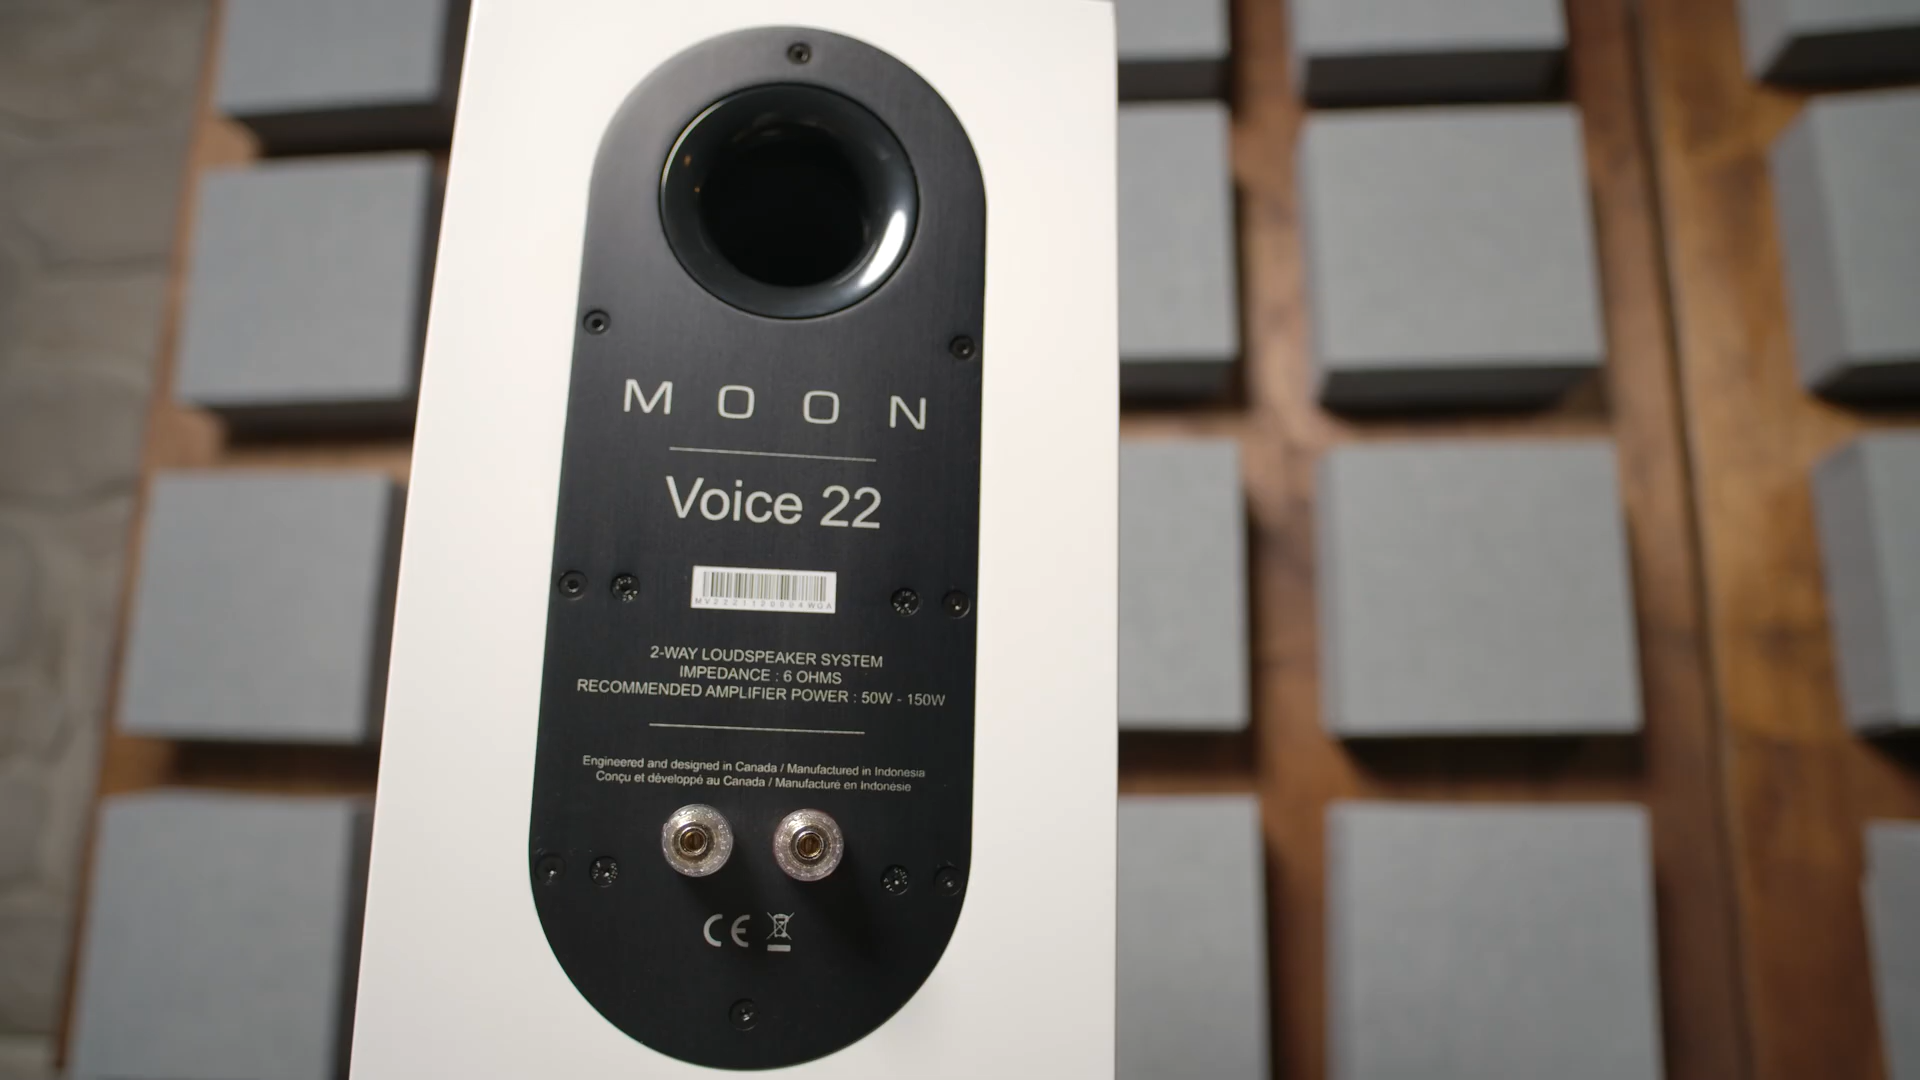 MOON
Voice 22
MV2221120004WGA
2-WAY LOUDSPEAKER SYSTEM
IMPEDANCE : 6 OHMS
RECOMMENDED AMPLIFIER POWER : 50W - 150W
Engineered and designed in Canada / Manufactured in Indonesia
Conçu et développé au Canada / Manufacturé en Indonésie
CE